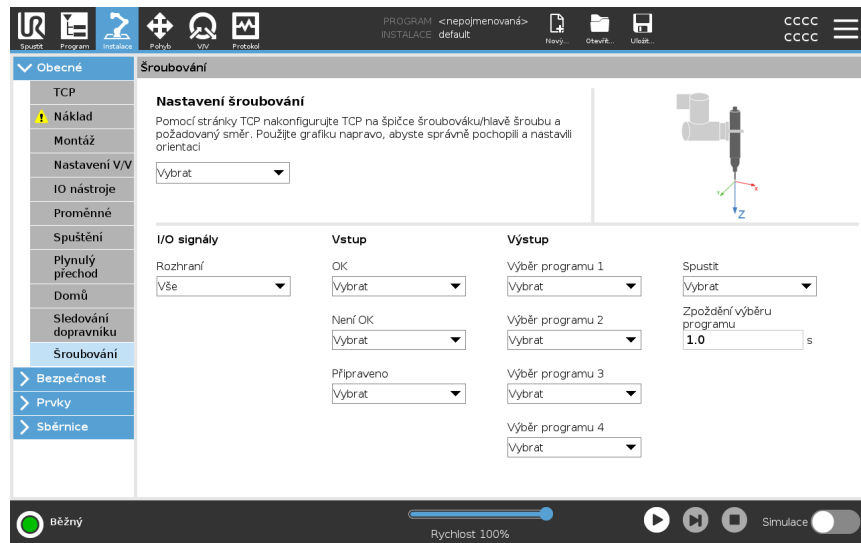 PROGRAM <nepojmenovaná>
INSTALACE default
CCCC
CCCC
Spustit
Program
Instalace
Pohyb
V/V
Protokol
Nový...
Otevřít...
Uložit...
Obecné
TCP
Náklad
Montáž
Nastavení V/V
IO nástroje
Proměnné
Spuštění
Plynulý
přechod
Domů
Sledování
dopravníku
Šroubování
Bezpečnost
Prvky
Sběrnice
Šroubování
Nastavení šroubování
Pomocí stránky TCP nakonfigurujte TCP na špičce šroubováku/hlavě šroubu a
požadovaný směr. Použijte grafiku napravo, abyste správně pochopili a nastavili
orientaci
Vybrat
Y
X
Z
I/O signály
Rozhraní
Vše
Vstup
OK
Vybrat
Není OK
Vybrat
Připraveno
Vybrat
Výstup
Výběr programu 1
Vybrat
Výběr programu 2
Vybrat
Výběr programu 3
Vybrat
Výběr programu 4
Vybrat
Spustit
Vybrat
Zpoždění výběru
programu
1.0 s
Běžný
Rychlost 100%
Simulace